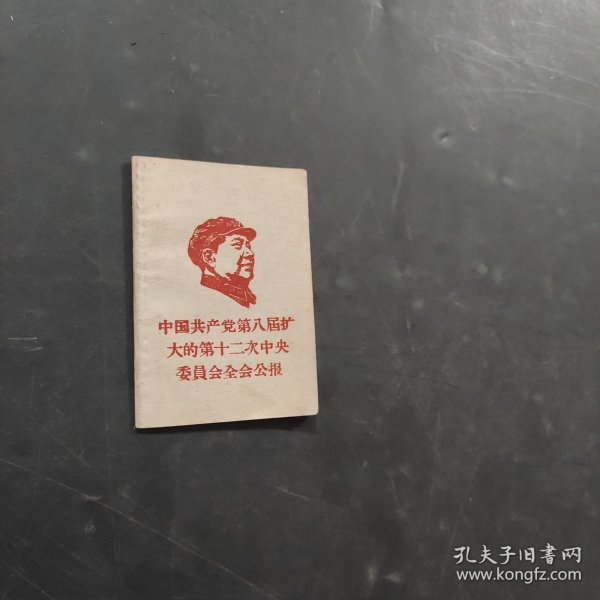 中国共产党第八届扩
大的第十二次中央
委員会全会公报
孔夫子旧書网
www.kongfz.com